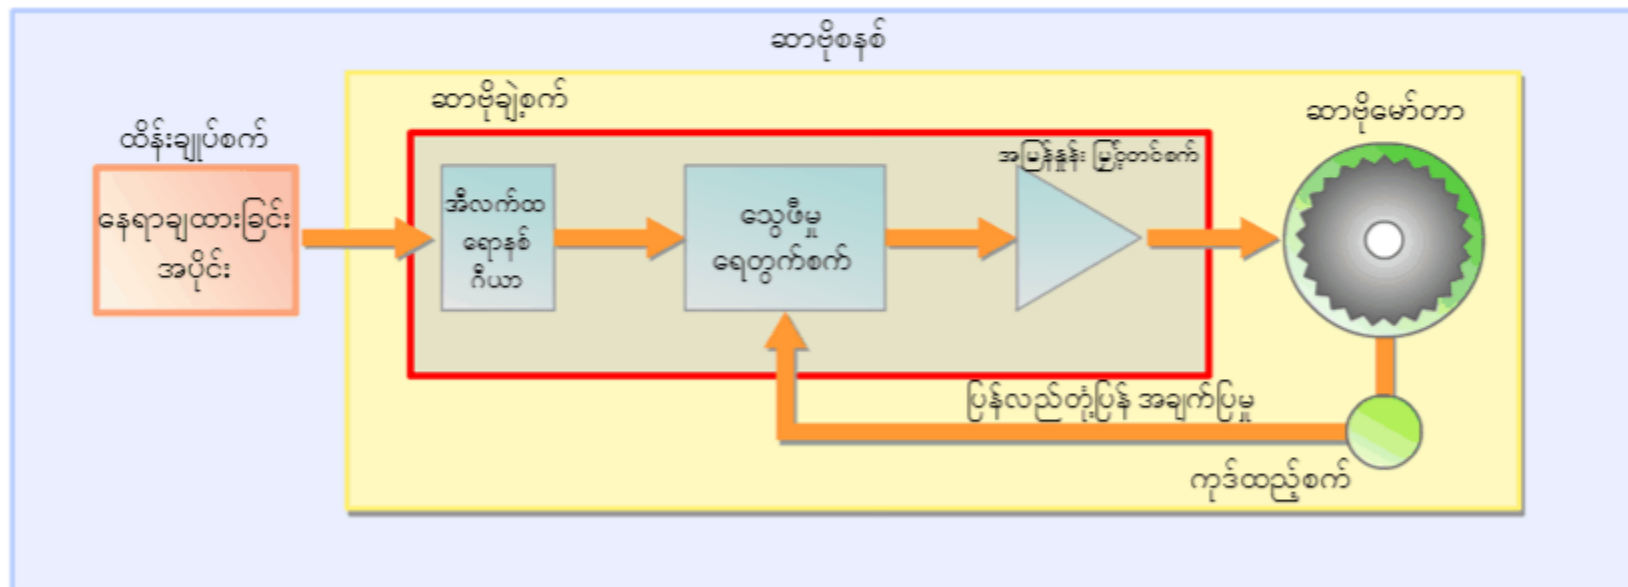 ဆာဗိုစနစ်
ဆာဗိုချဲ့စက်
ဆာဗိုမော်တာ
ထိန်းချုပ်စက်
အမြန်နှုန်း မြှင့်တင်စက်
နေရာချထားခြင်း
အပိုင်း
အီလက်ထ
ရောနစ်
ဂီယာ
သွေဖီမှု
ရေတွက်စက်
ပြန်လည်တုံ့ပြန် အချက်ပြမှု
ကုဒ်ထည့်စက်